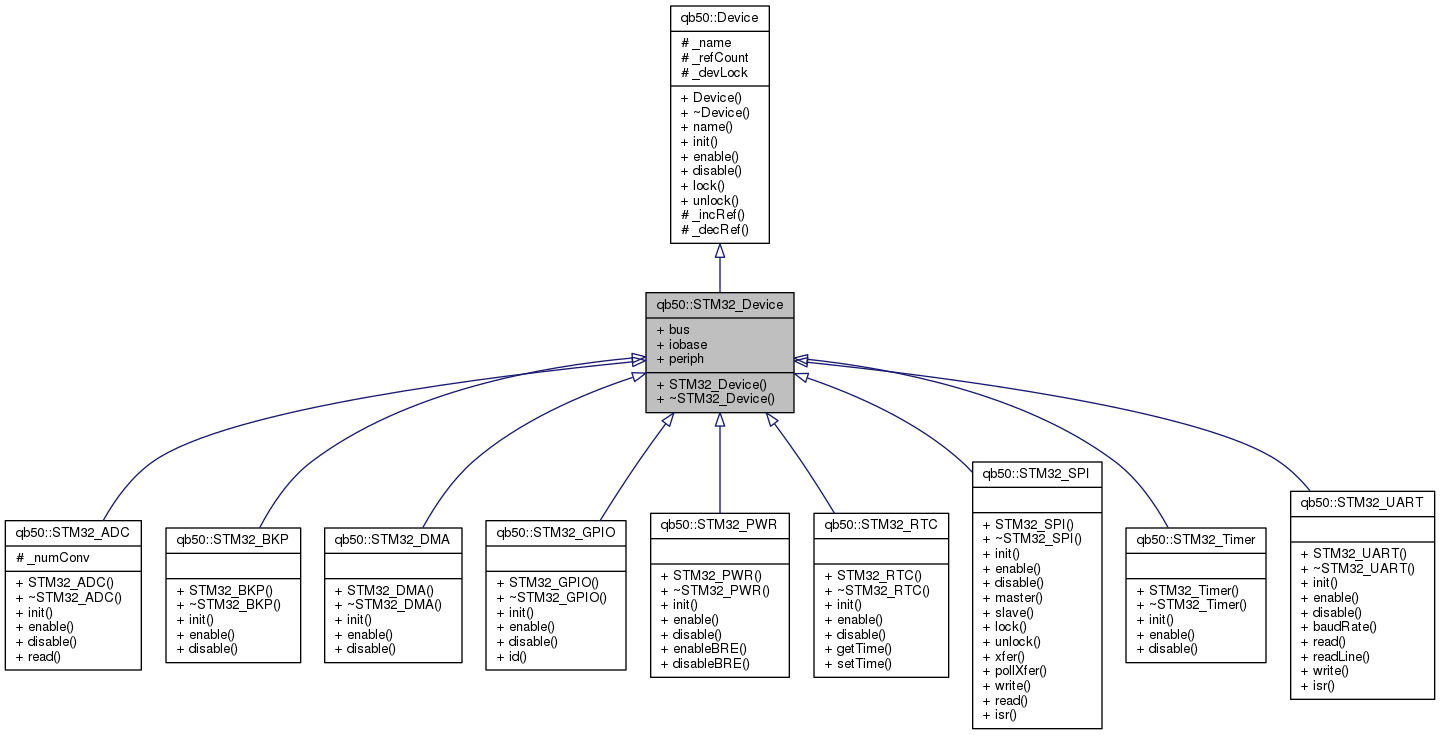 qb50::Device
# _name
# _refCount
# _devLock
+ Device()
+ ~Device()
+ name()
+ init()
+ enable()
+ disable()
+ lock()
+ unlock()
# _incRef()
# _decRef()
qb50::STM32_Device
+ bus
+ iobase
+ periph
+ STM32_Device()
+ ~STM32_Device()
qb50::STM32_ADC
# _numConv
+ STM32_ADC()
+ ~STM32_ADC()
+ init()
+ enable()
+ disable()
+ read()
qb50::STM32_BKP
+ STM32_BKP()
+ ~STM32_BKP()
+ init()
+ enable()
+ disable()
qb50::STM32_DMA
+ STM32_DMA()
+ ~STM32_DMA()
+ init()
+ enable()
+ disable()
qb50::STM32_GPIO
+ STM32_GPIO()
+ ~STM32_GPIO()
+ init()
+ enable()
+ disable()
+ id()
qb50::STM32_PWR
+ STM32_PWR()
+ ~STM32_PWR()
+ init()
+ enable()
+ disable()
+ enableBRE()
+ disableBRE()
qb50::STM32_RTC
+ STM32_RTC()
+ ~STM32_RTC()
+ init()
+ enable()
+ disable()
+ getTime()
+ setTime()
qb50::STM32_SPI
+ STM32_SPI()
+ ~STM32_SPI()
+ init()
+ enable()
+ disable()
+ master()
+ slave()
+ lock()
+ unlock()
+ xfer()
+ pollXfer()
+ write()
+ read()
+ isr()
qb50::STM32_Timer
+ STM32_Timer()
+ ~STM32_Timer()
+ init()
+ enable()
+ disable()
qb50::STM32_UART
+ STM32_UART()
+ ~STM32_UART()
+ init()
+ enable()
+ disable()
+ baudRate()
+ read()
+ readLine()
+ write()
+ isr()